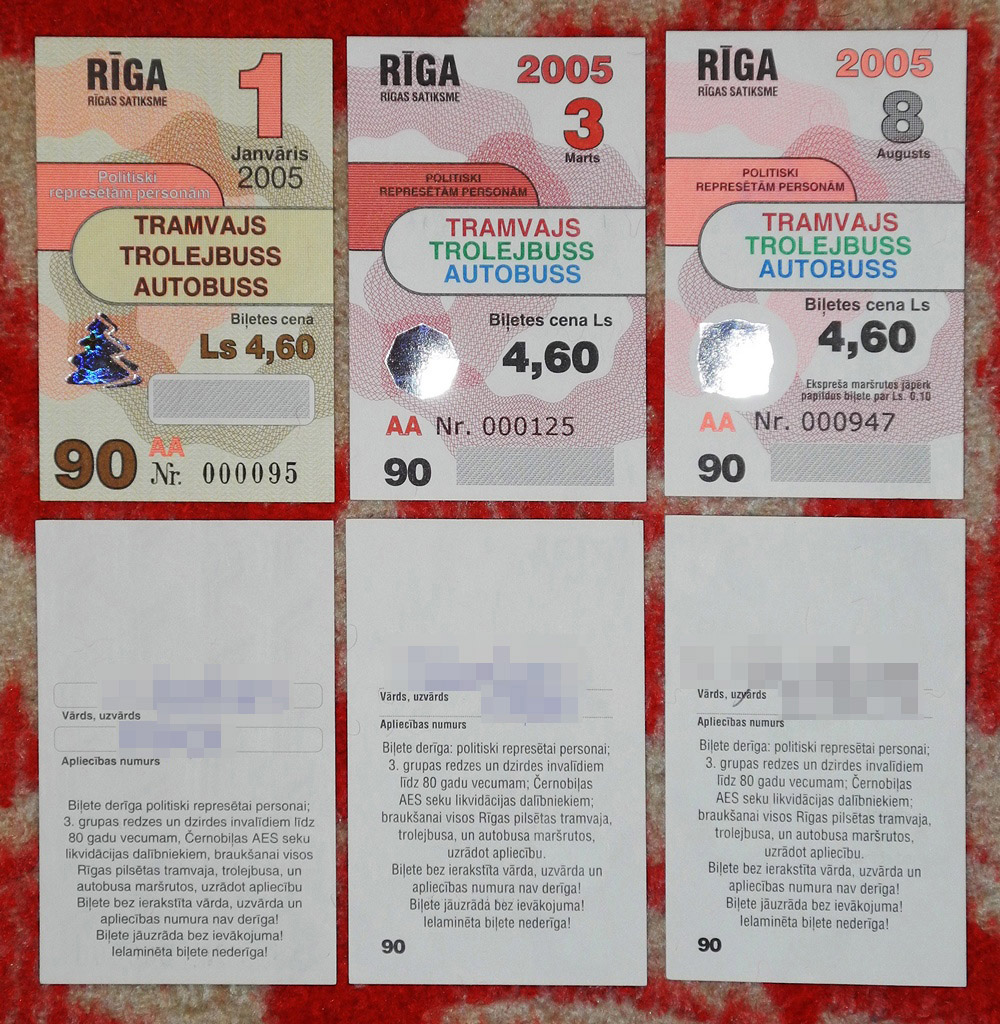 RĪGA
RĪGAS SATIKSME
1
Janvāris
2005
Politiski
represētām personām
TRAMVAJS
TROLEJBUSS
AUTOBUSS
Biļetes cena
Ls 4,60
90
AA
Nr. 000095
RĪGA
RĪGAS SATIKSME
2005
3
Marts
POLITISKI
REPRESĒTĀM PERSONĀM
TRAMVAJS
TROLEJBUSS
AUTOBUSS
Biļetes cena Ls
4,60
AA Nr. 000125
90
RĪGA
RĪGAS SATIKSME
2005
8
Augusts
POLITISKI
REPRESĒTĀM PERSONĀM
TRAMVAJS
TROLEJBUSS
AUTOBUSS
Biļetes cena Ls
4,60
Ekspreša maršrutos jāpērk
papildus biļete par Ls. 0,10
AA Nr. 000947
90
Vārds, uzvārds
Apliecības numurs
Biļete derīga politiski represētai personai;
3. grupas redzes un dzirdes invalīdiem līdz
80 gadu vecumam, Černobiļas AES seku
likvidācijas dalībniekiem, braukšanai visos
Rīgas pilsētas tramvaja, trolejbusa, un
autobusa maršrutos, uzrādot apliecību
Biļete bez ierakstīta vārda, uzvārda un
apliecības numura nav derīga!
Biļete jāuzrāda bez ievākojuma!
Ielaminēta biļete nederīga!
Vārds, uzvārds
Apliecības numurs
Biļete derīga: politiski represētai personai;
3. grupas redzes un dzirdes invalīdiem
līdz 80 gadu vecumam; Černobiļas
AES seku likvidācijas dalībniekiem;
braukšanai visos Rīgas pilsētas tramvaja,
trolejbusa, un autobusa maršrutos,
uzrādot apliecību.
Biļete bez ierakstīta vārda, uzvārda un
apliecības numura nav derīga!
Biļete jāuzrāda bez ievākojuma!
Ielaminēta biļete nederīga!
90
Vārds, uzvārds
Apliecības numurs
Biļete derīga: politiski represētai personai;
3. grupas redzes un dzirdes invalīdiem
līdz 80 gadu vecumam; Černobiļas
AES seku likvidācijas dalībniekiem;
braukšanai visos Rīgas pilsētas tramvaja,
trolejbusa, un autobusa maršrutos,
uzrādot apliecību.
Biļete bez ierakstīta vārda, uzvārda un
apliecības numura nav derīga!
Biļete jāuzrāda bez ievākojuma!
Ielaminēta biļete nederīga!
90